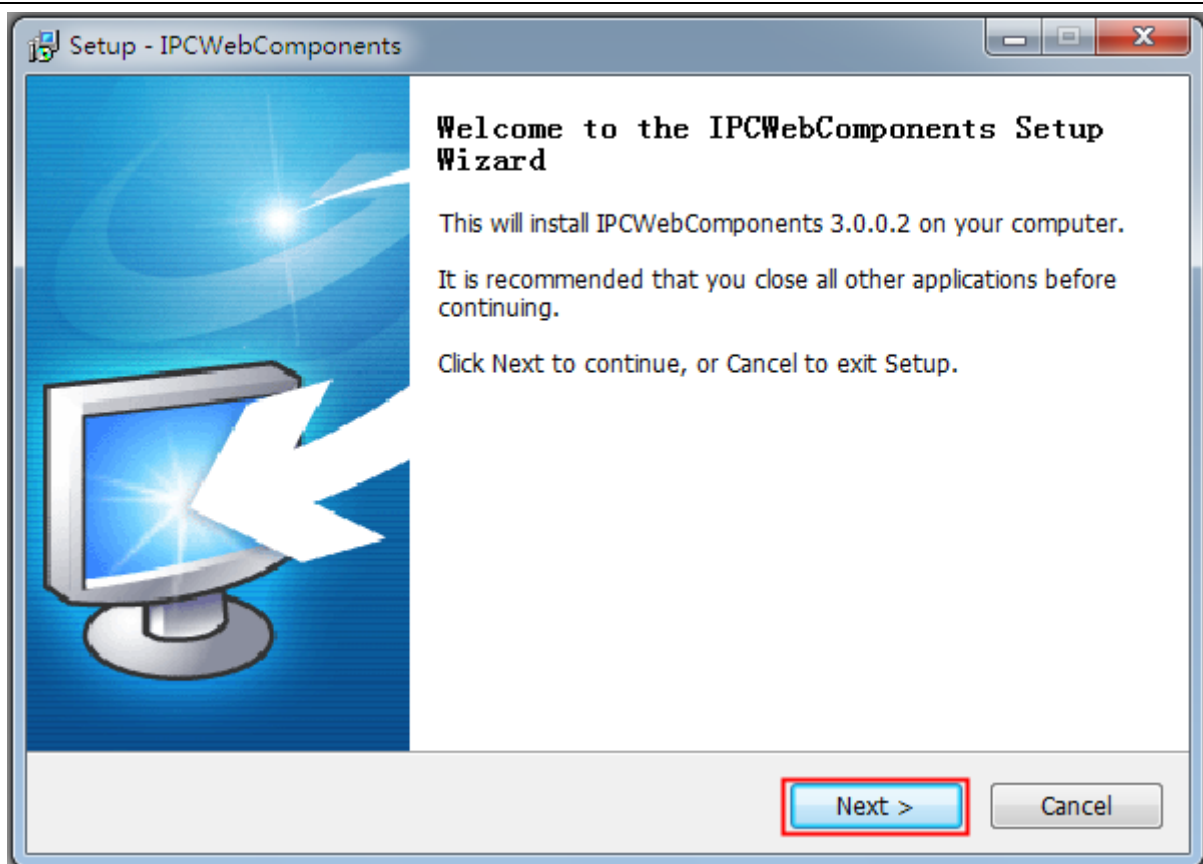 Setup - IPCWebComponents
Welcome to the IPCWebComponents Setup
Wizard
This will install IPCWebComponents 3.0.0.2 on your computer.
It is recommended that you close all other applications before
continuing.
Click Next to continue, or Cancel to exit Setup.
Next >
Cancel